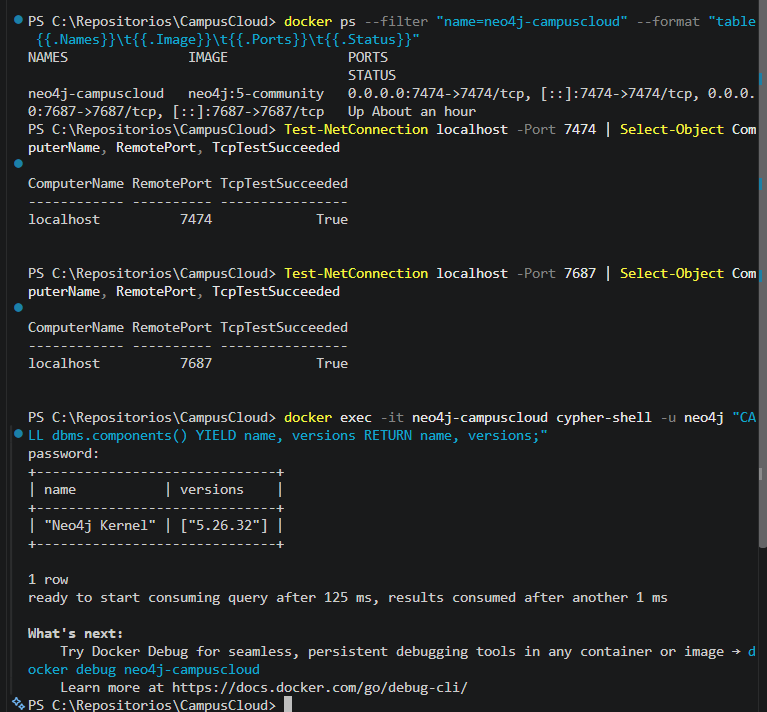 PS C:\Repositorios\CampusCloud> docker ps --filter "name=neo4j-campuscloud" --format "table
 {{.Names}}\t{{.Image}}\t{{.Ports}}\t{{.Status}}"
NAMES               IMAGE               PORTS
                                        STATUS
neo4j-campuscloud   neo4j:5-community   0.0.0.0:7474->7474/tcp, [::]:7474->7474/tcp, 0.0.0.
0:7687->7687/tcp, [::]:7687->7687/tcp   Up About an hour
PS C:\Repositorios\CampusCloud> Test-NetConnection localhost -Port 7474 | Select-Object Com
puterName, RemotePort, TcpTestSucceeded

ComputerName RemotePort TcpTestSucceeded
------------ ---------- ----------------
localhost          7474             True

PS C:\Repositorios\CampusCloud> Test-NetConnection localhost -Port 7687 | Select-Object Com
puterName, RemotePort, TcpTestSucceeded

ComputerName RemotePort TcpTestSucceeded
------------ ---------- ----------------
localhost          7687             True

PS C:\Repositorios\CampusCloud> docker exec -it neo4j-campuscloud cypher-shell -u neo4j "CA
LL dbms.components() YIELD name, versions RETURN name, versions;"
password:
+------------------------------+
| name           | versions    |
+------------------------------+
| "Neo4j Kernel" | ["5.26.32"] |
+------------------------------+

1 row
ready to start consuming query after 125 ms, results consumed after another 1 ms

What's next:
    Try Docker Debug for seamless, persistent debugging tools in any container or image → d
ocker debug neo4j-campuscloud
    Learn more at https://docs.docker.com/go/debug-cli/
PS C:\Repositorios\CampusCloud>